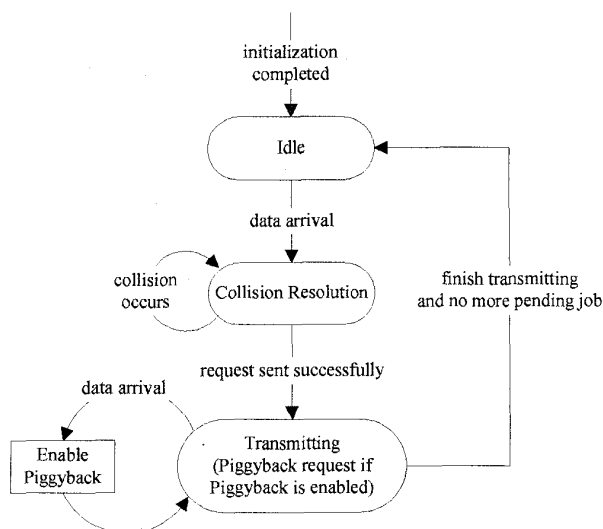 initialization
completed
Idle
data arrival
collision
occurs
Collision Resolution
finish transmitting
and no more pending job
request sent successfully
data arrival
Enable
Piggyback
Transmitting
(Piggyback request if
Piggyback is enabled)